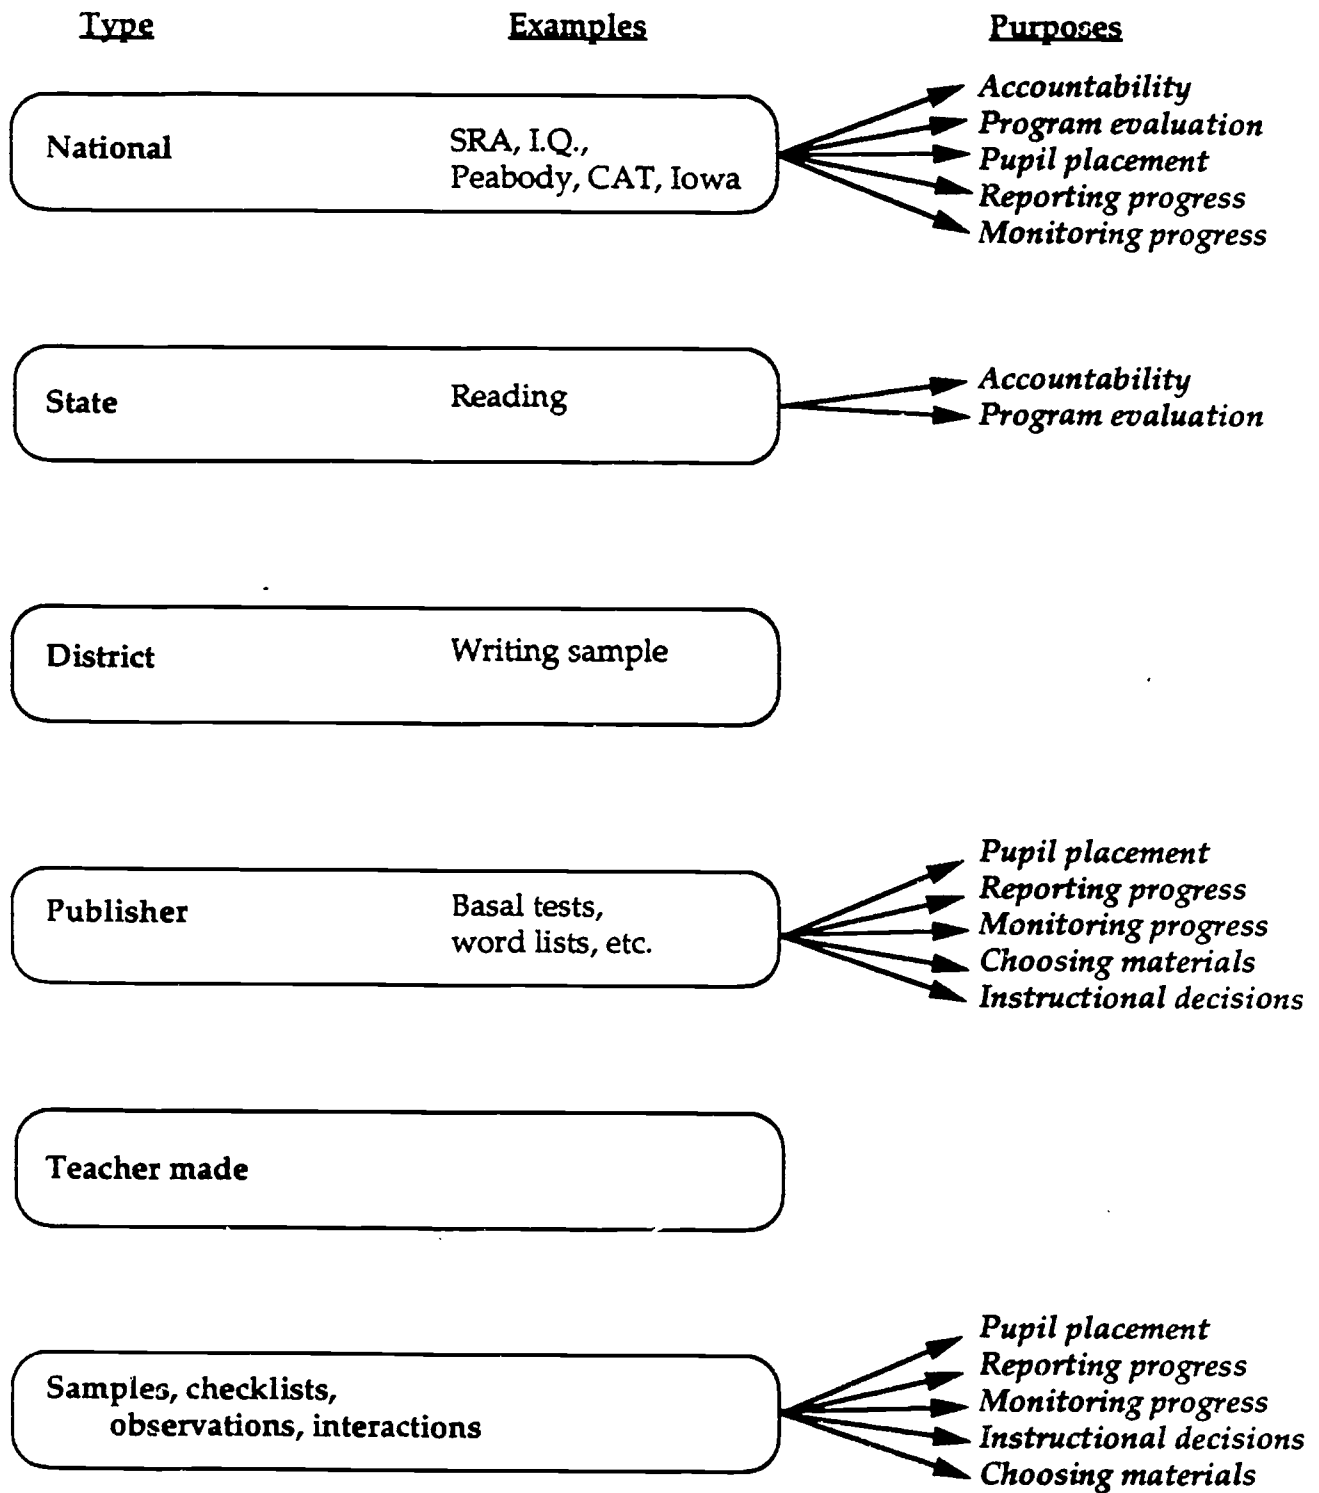 Type Examples Purposes
National
SRA, I.Q.,
Peabody, CAT, Iowa
Accountability
Program evaluation
Pupil placement
Reporting progress
Monitoring progress
State
Reading
Accountability
Program evaluation
District
Writing sample
Publisher
Basal tests,
word lists, etc.
Pupil placement
Reporting progress
Monitoring progress
Choosing materials
Instructional decisions
Teacher made
Samples, checklists,
observations, interactions
Pupil placement
Reporting progress
Monitoring progress
Instructional decisions
Choosing materials